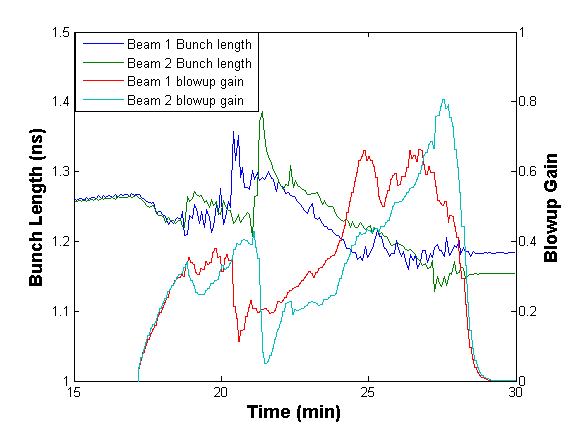 1.5
1
Beam 1 Bunch length
Beam 2 Bunch length
Beam 1 blowup gain
Beam 2 blowup gain
1.4
0.8
1.3
0.6
Bunch Length (ns)
Blowup Gain
1.2
0.4
1.1
0.2
1
0
15
20
25
30
Time (min)